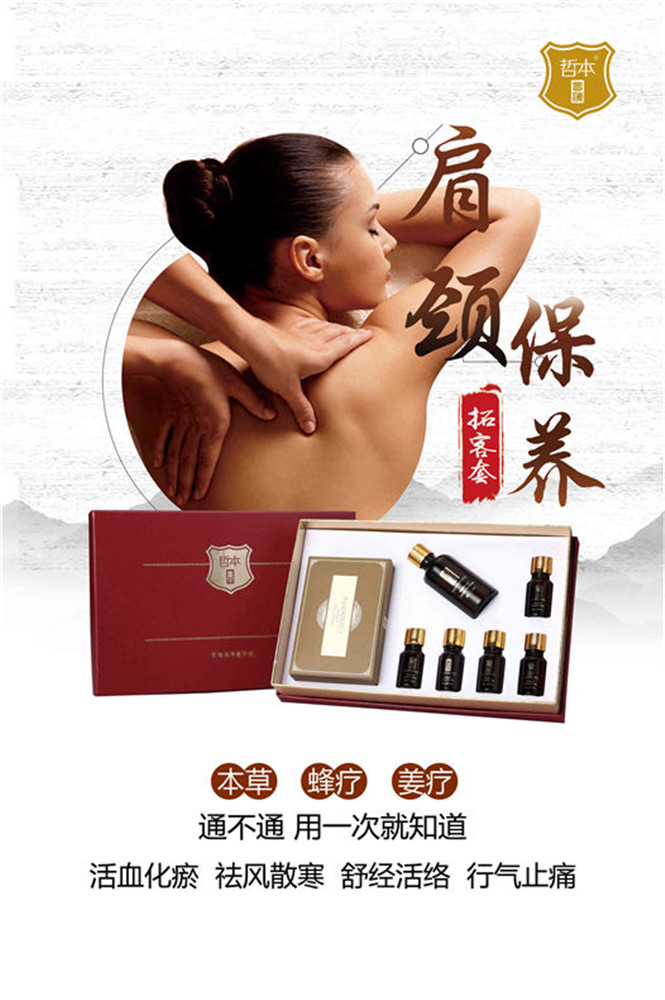 哲本®
肩
颈
保
养
拓客套
哲本
本草 蜂疗 姜疗
通不通 用一次就知道
活血化瘀 祛风散寒 舒经活络 行气止痛